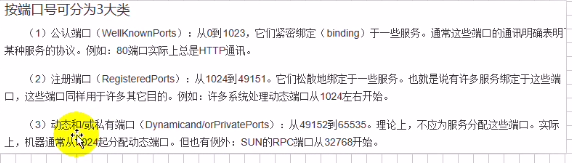 按端口号可分为3大类
（1）公认端口（WellKnownPorts）：从0到1023，它们紧密绑定（binding）于一些服务。通常这些端口的通讯明确表明
某种服务的协议。例如：80端口实际上总是HTTP通讯。
（2）注册端口（RegisteredPorts）：从1024到49151。它们松散地绑定于一些服务。也就是说有许多服务绑定于这些端
口，这些端口同样用于许多其它目的。例如：许多系统处理动态端口从1024左右开始。
（3）动态和/或私有端口（Dynamicand/orPrivatePorts）：从49152到65535。理论上，不应为服务分配这些端口。实际
上，机器通常从1024起分配动态端口。但也有例外：SUN的RPC端口从32768开始。